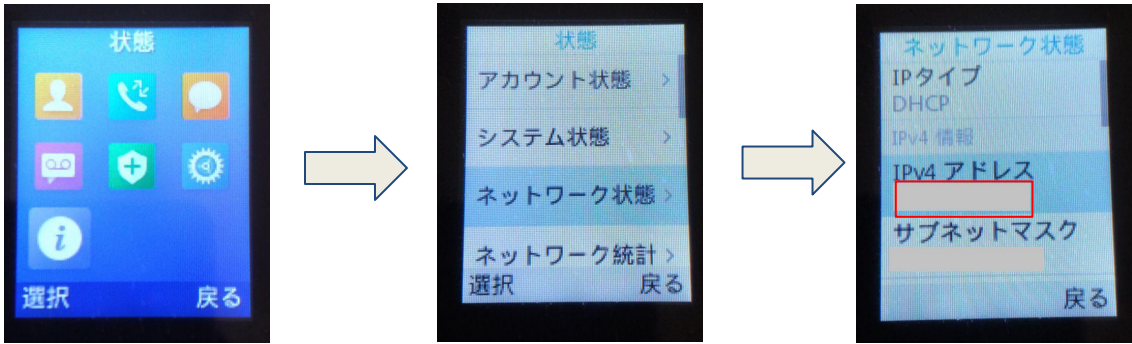 状態
選択
戻る
状態
アカウント状態
システム状態
ネットワーク状態
ネットワーク統計
選択
戻る
ネットワーク状態
IPタイプ
DHCP
IPv4 情報
IPv4 アドレス
サブネットマスク
戻る